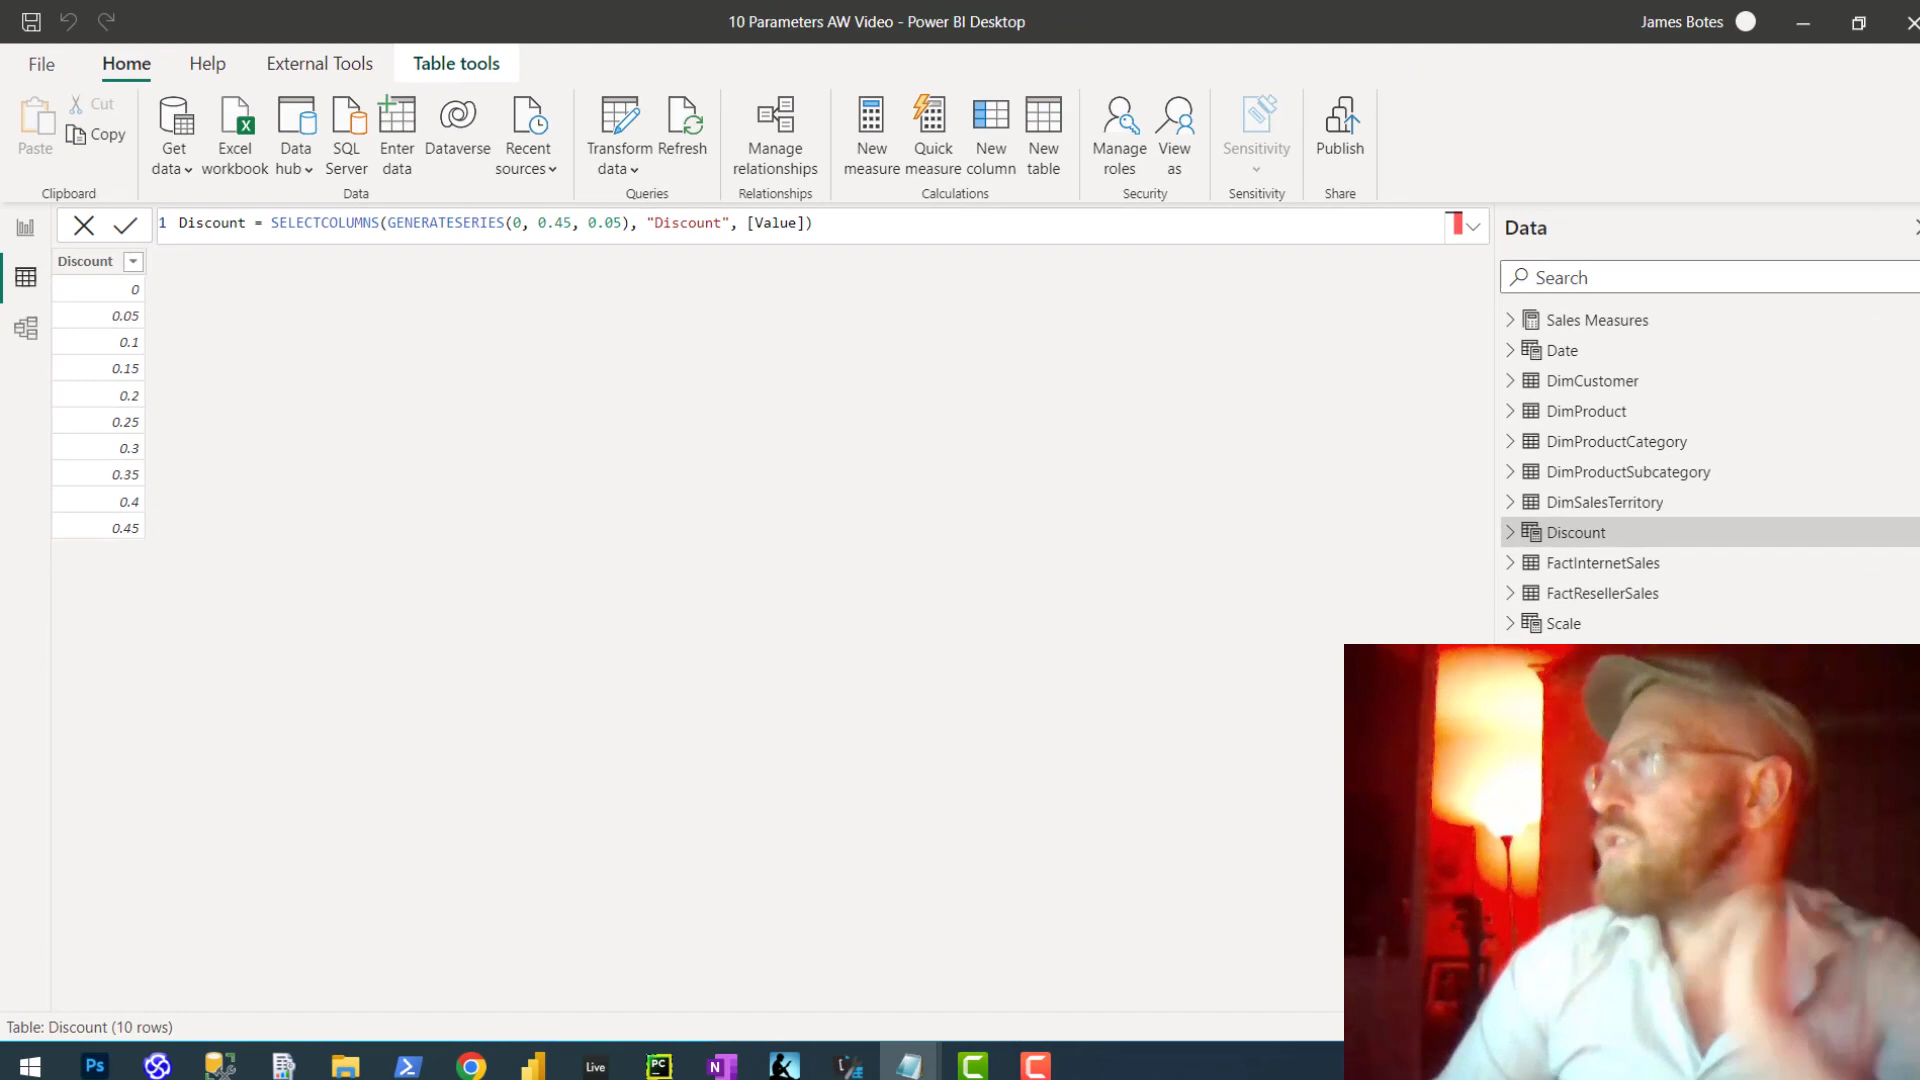 10 Parameters AW Video - Power BI Desktop
James Botes
File Home Help External Tools Table tools
Paste
Cut
Copy
Clipboard
Get data
Excel workbook
Data hub
SQL Server
Enter data
Dataverse
Recent sources
Data
Transform data
Refresh
Queries
Manage relationships
Relationships
New measure
Quick measure
New column
New table
Calculations
Manage roles
View as
Security
Sensitivity
Sensitivity
Publish
Share
1 Discount = SELECTCOLUMNS(GENERATESERIES(0, 0.45, 0.05), "Discount", [Value])
Discount
0
0.05
0.1
0.15
0.2
0.25
0.3
0.35
0.4
0.45
Data
Search
Sales Measures
Date
DimCustomer
DimProduct
DimProductCategory
DimProductSubcategory
DimSalesTerritory
Discount
FactInternetSales
FactResellerSales
Scale
Table: Discount (10 rows)
Ps
Live
PC
N
C
C